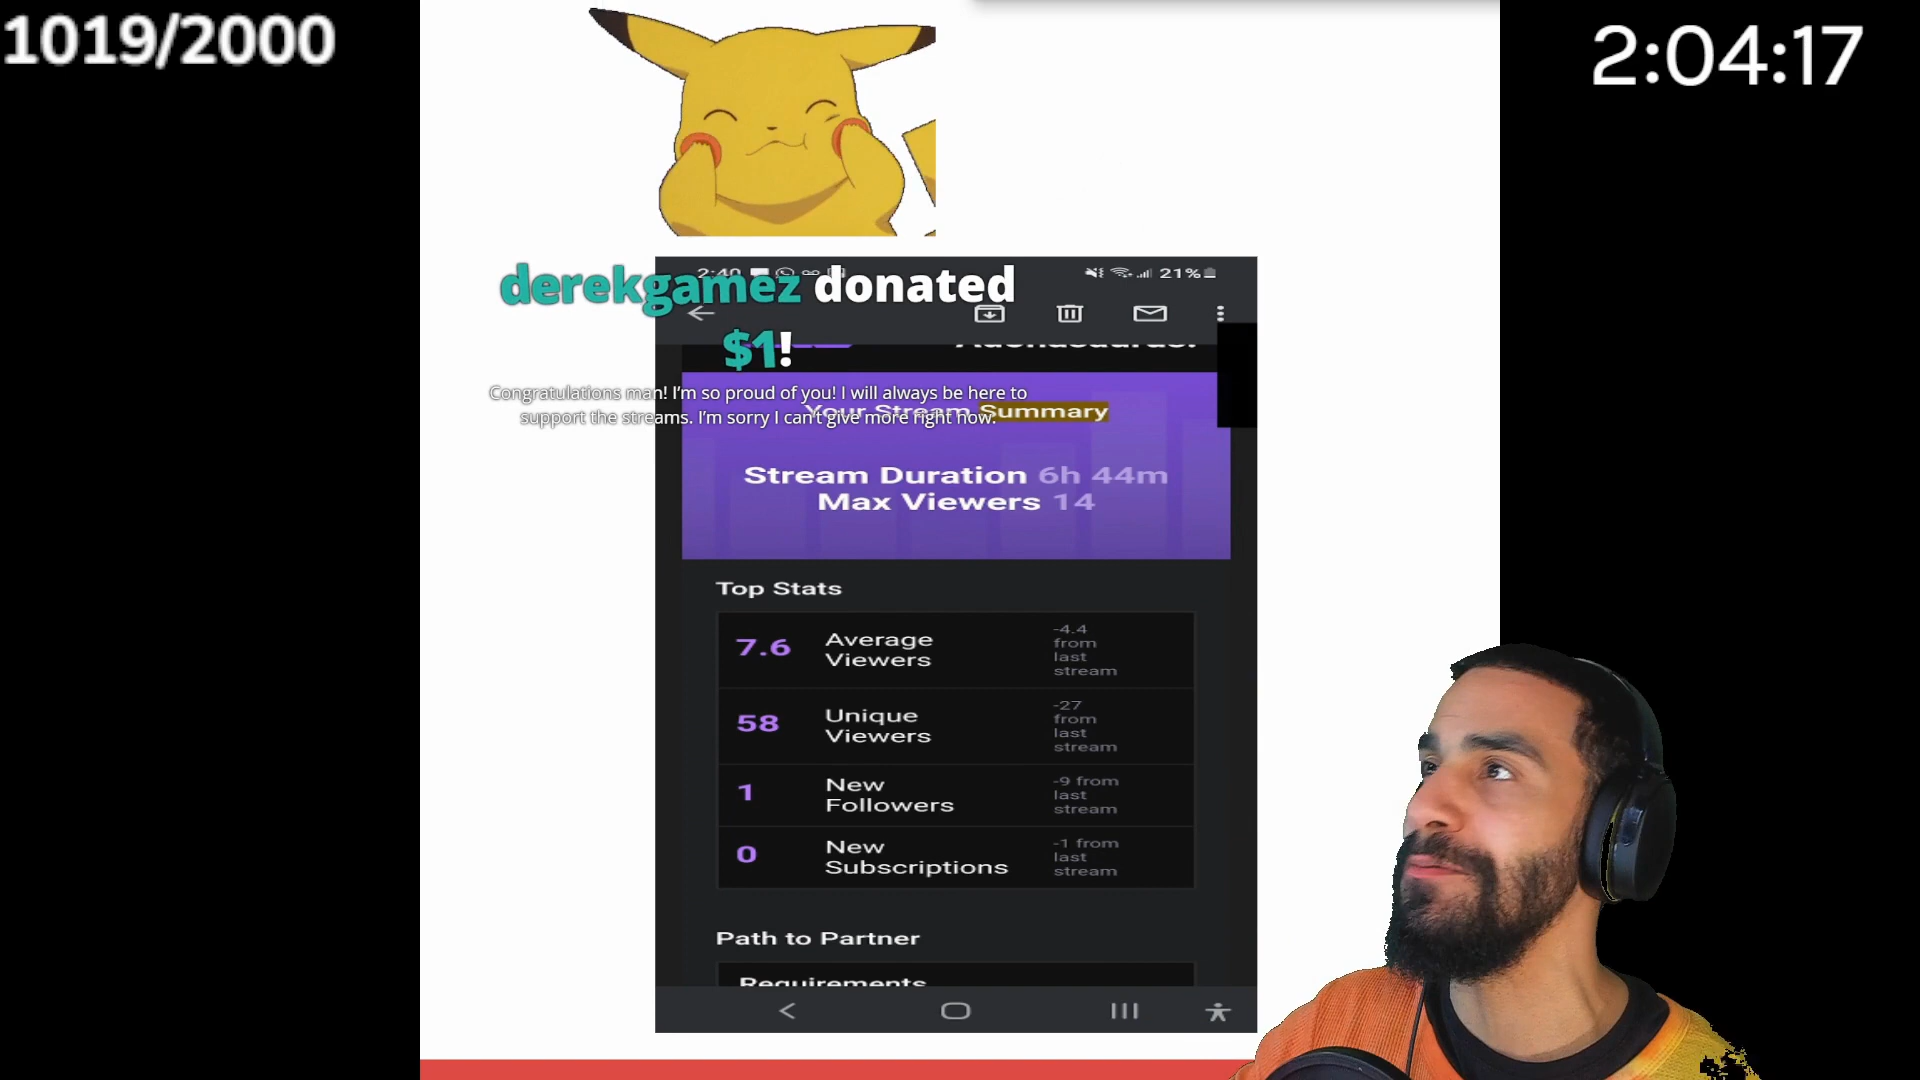 1019/2000
2:04:17
2:40
21%
derekgamez donated
$1!
Congratulations man! I'm so proud of you! I will always be here to
support the streams. I'm sorry I can't give more right now.
Your Stream Summary
Stream Duration 6h 44m
Max Viewers 14
Top Stats
7.6
Average
Viewers
-4.4
from
last
stream
58
Unique
Viewers
-27
from
last
stream
1
New
Followers
-9 from
last
stream
0
New
Subscriptions
-1 from
last
stream
Path to Partner
Requirements